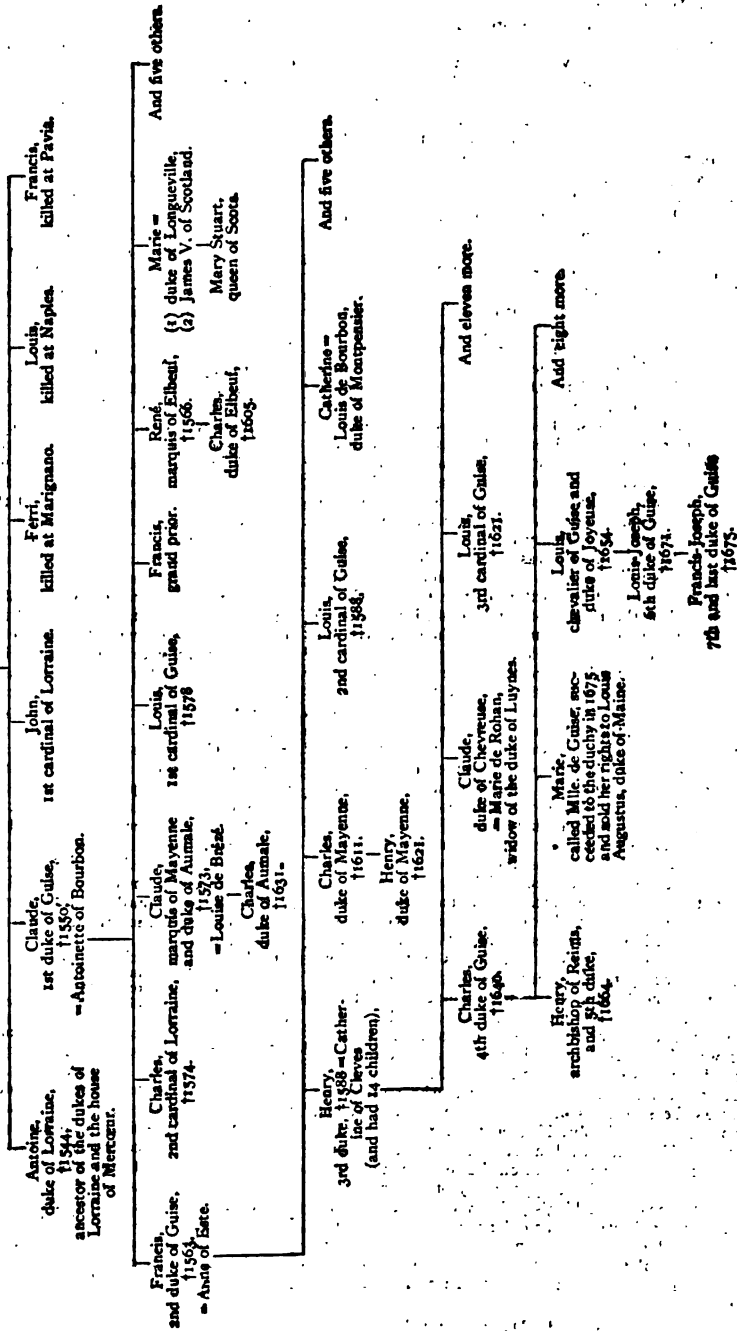 Antoine,
duke of Lorraine,
†1544,
ancestor of the dukes of
Lorraine and the house
of Mercœur.
Claude,
1st duke of Guise,
†1550,
=Antoinette of Bourbon.
John,
1st cardinal of Lorraine.
Ferri,
killed at Marignano.
Louis,
killed at Naples.
Francis,
killed at Pavia.
Francis,
2nd duke of Guise,
†1563,
=Anne of Este.
Charles,
2nd cardinal of Lorraine,
†1574.
Claude,
marquis of Mayenne
and duke of Aumale,
†1573,
=Louise de Brézé.
Charles,
duke of Aumale,
†1631.
Louis,
1st cardinal of Guise,
†1578
Francis,
grand prior.
René,
marquis of Elbeuf,
†1566.
Charles,
duke of Elbeuf,
†1605.
Marie=
(1) duke of Longueville,
(2) James V. of Scotland.
Mary Stuart,
queen of Scots.
And five others.
Henry,
3rd duke, †1588=Cather-
ine of Cleves
(and had 14 children),
Charles,
duke of Mayenne,
†1611.
Henry,
duke of Mayenne,
†1621.
Louis,
2nd cardinal of Guise,
†1588.
Catherine=
Louis de Bourbon,
duke of Montpensier.
And five others.
Charles,
4th duke of Guise.
†1640.
Claude,
duke of Chevreuse,
=Marie de Rohan,
widow of the duke of Luynes.
Louis,
3rd cardinal of Guise,
†1621.
And eleven more.
Henry,
archbishop of Reims,
and 5th duke,
†1664.
Marie,
called Mlle. de Guise, suc-
ceeded to the duchy in 1675
and sold her rights to Louis
Augustus, duke of Maine.
Louis,
chevalier of Guise and
duke of Joyeuse,
†1654.
Louis-Joseph,
6th duke of Guise,
†1671.
Francis-Joseph,
7th and last duke of Guise
†1675.
And eight more.